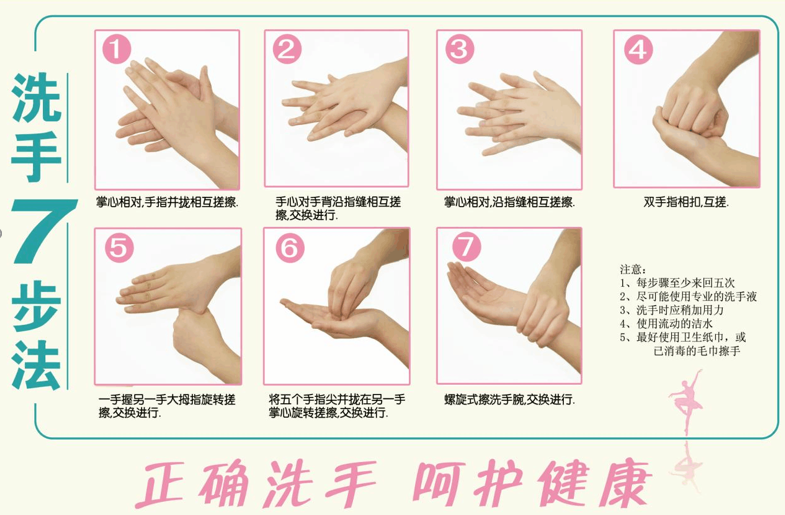 洗手7步法
1
掌心相对,手指并拢相互搓擦.
2
手心对手背沿指缝相互搓
擦,交换进行.
3
掌心相对,沿指缝相互搓擦.
4
双手指相扣,互搓.
5
一手握另一手大拇指旋转搓
擦,交换进行.
6
将五个手指尖并拢在另一手
掌心旋转搓擦,交换进行.
7
螺旋式擦洗手腕,交换进行.
注意:
1、每步骤至少来回五次
2、尽可能使用专业的洗手液
3、洗手时应稍加用力
4、使用流动的洁水
5、最好使用卫生纸巾，或
已消毒的毛巾擦手
正确洗手 呵护健康